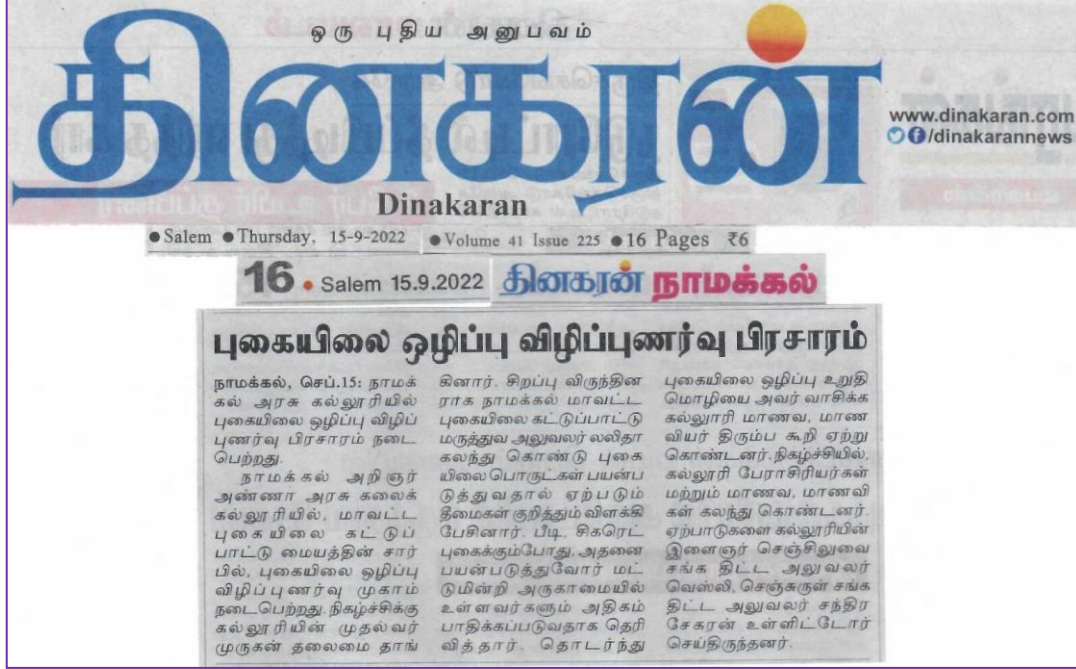 ஒரு புதிய அனுபவம்
தினகரன்
www.dinakaran.com
/dinakarannews
Dinakaran
● Salem ● Thursday, 15-9-2022 ● Volume 41 Issue 225 ● 16 Pages ₹6
16 • Salem 15.9.2022 தினகரன் நாமக்கல்
புகையிலை ஒழிப்பு விழிப்புணர்வு பிரசாரம்
நாமக்கல், செப்.15: நாமக்
கல் அரசு கல்லூரியில்
புகையிலை ஒழிப்பு விழிப்
புணர்வு பிரசாரம் நடை
பெற்றது.
நாமக்கல் அறிஞர்
அண்ணா அரசு கலைக்
கல்லூரியில், மாவட்ட
புகையிலை கட்டுப்
பாட்டு மையத்தின் சார்
பில், புகையிலை ஒழிப்பு
விழிப்புணர்வு முகாம்
நடைபெற்றது. நிகழ்ச்சிக்கு
கல்லூரியின் முதல்வர்
முருகன் தலைமை தாங்
கினார். சிறப்பு விருந்தின
ராக நாமக்கல் மாவட்ட
புகையிலை கட்டுப்பாட்டு
மருத்துவ அலுவலர் லலிதா
கலந்து கொண்டு புகை
யிலை பொருட்கள் பயன்ப
டுத்துவதால் ஏற்படும்
தீமைகள் குறித்தும் விளக்கி
பேசினார். பீடி, சிகரெட்
புகைக்கும்போது, அதனை
பயன்படுத்துவோர் மட்
டுமின்றி அருகாமையில்
உள்ளவர்களும் அதிகம்
பாதிக்கப்படுவதாக தெரி
வித்தார். தொடர்ந்து
புகையிலை ஒழிப்பு உறுதி
மொழியை அவர் வாசிக்க
கல்லூாரி மாணவ, மாண
வியர் திரும்ப கூறி ஏற்று
கொண்டனர். நிகழ்ச்சியில்,
கல்லூரி பேராசிரியர்கள்
மற்றும் மாணவ, மாணவி
கள் கலந்து கொண்டனர்.
ஏற்பாடுகளை கல்லூரியின்
இளைஞர் செஞ்சிலுவை
சங்க திட்ட அலுவலர்
வெஸ்லி, செஞ்சுருள் சங்க
திட்ட அலுவலர் சந்திர
சேகரன் உள்ளிட்டோர்
செய்திருந்தனர்.